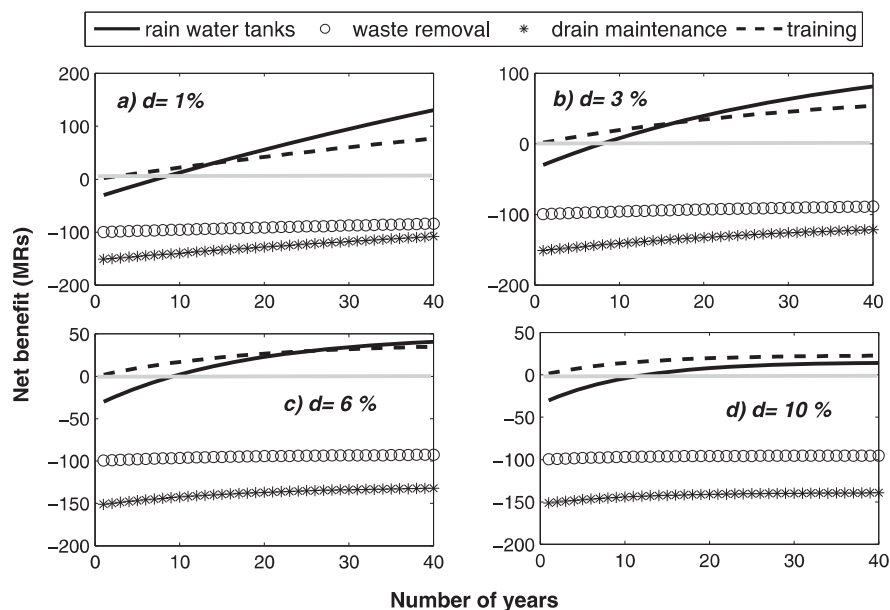 rain water tanks waste removal drain maintenance training
200
100
0
-100
-200
0 10 20 30 40
a) d= 1%
100
0
-100
-200
0 10 20 30 40
b) d= 3 %
50
0
-50
-100
-150
-200
0 10 20 30 40
c) d= 6 %
50
0
-50
-100
-150
-200
0 10 20 30 40
d) d= 10 %
Net benefit (MRs)
Number of years